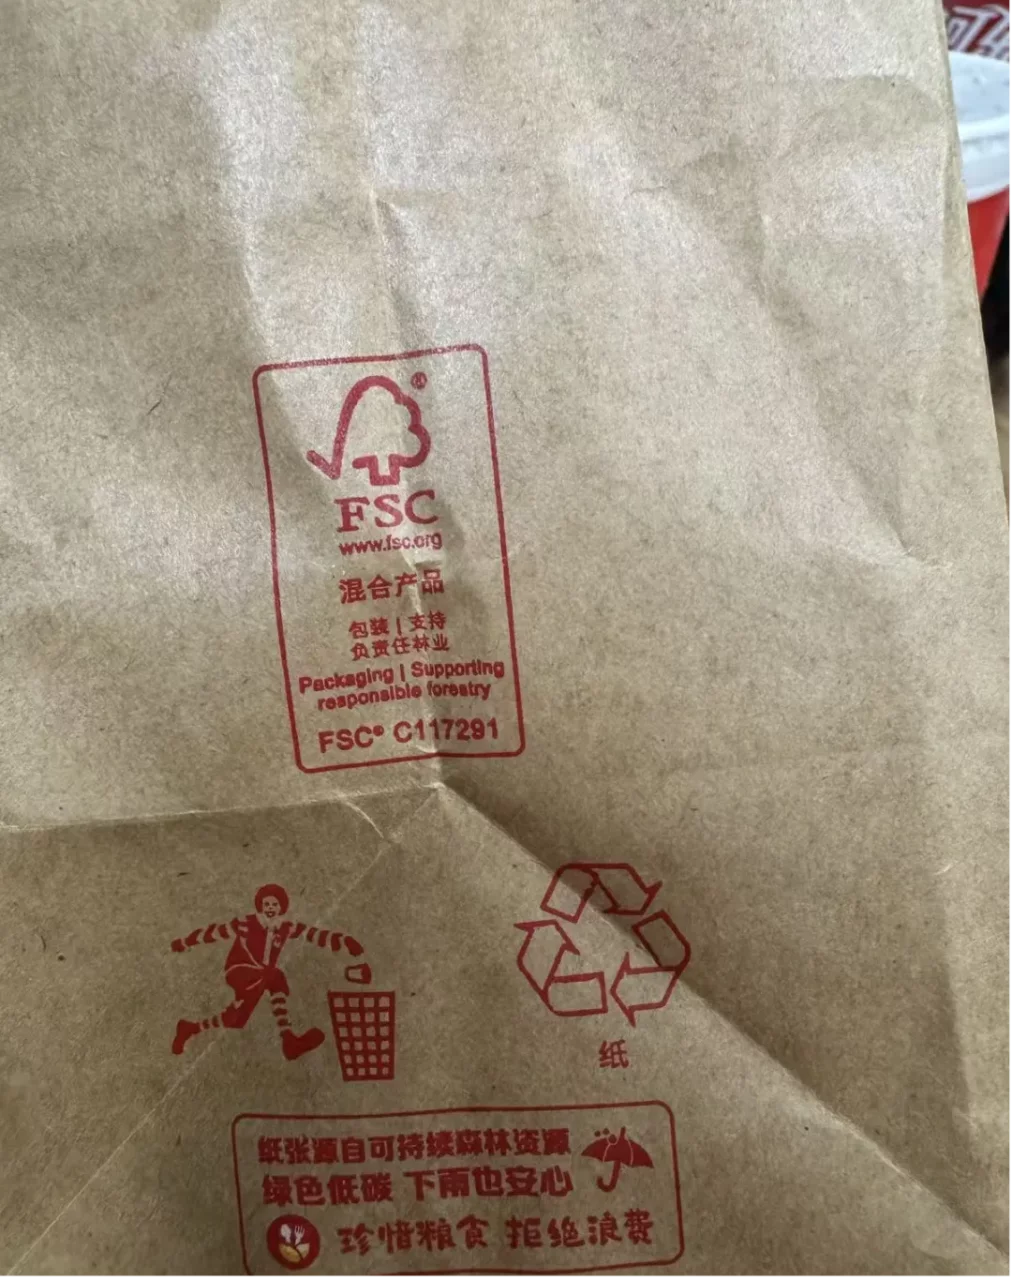 FSC
www.fsc.org
混合产品
包装 | 支持
负责任林业
Packaging | Supporting
responsible forestry
FSC® C117291
纸
纸张源自可持续森林资源
绿色低碳 下雨也安心
珍惜粮食 拒绝浪费